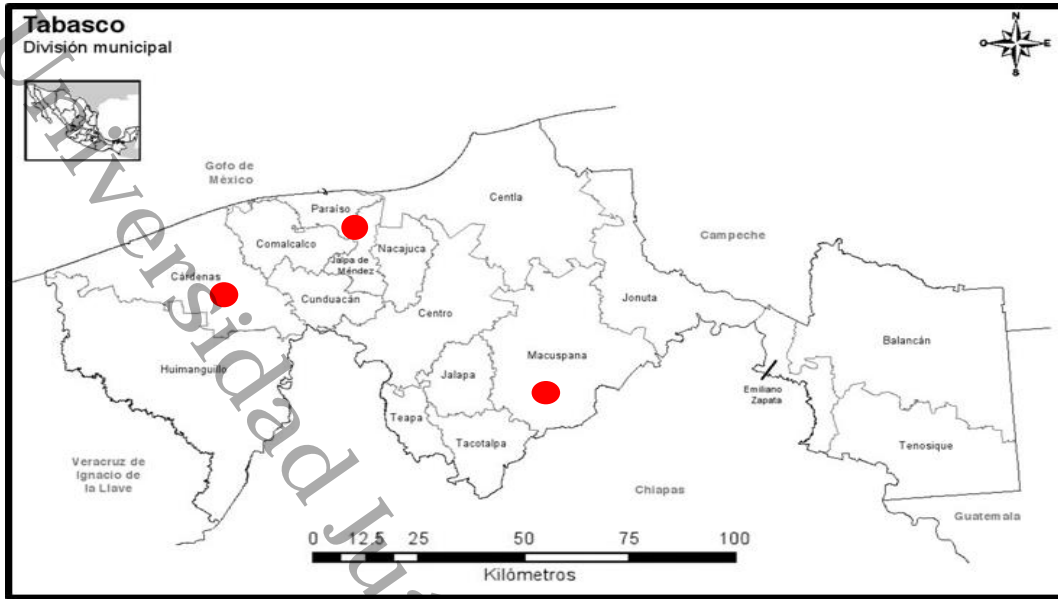 Tabasco
División municipal
N
O
E
S
Gofo de
México
Centla
Paraíso
Campeche
Comalcalco
Nacajuca
Jalpa de
Méndez
Cárdenas
Cunduacán
Jonuta
Centro
Balancán
Macuspana
Huimanguillo
Jalapa
Emiliano
Zapata
Teapa
Tacotalpa
Tenosique
Veracruz de
Ignacio de
la Llave
Chiapas
Guatemala
0 12.5 25 50 75 100
Kilómetros
Universidad Ju